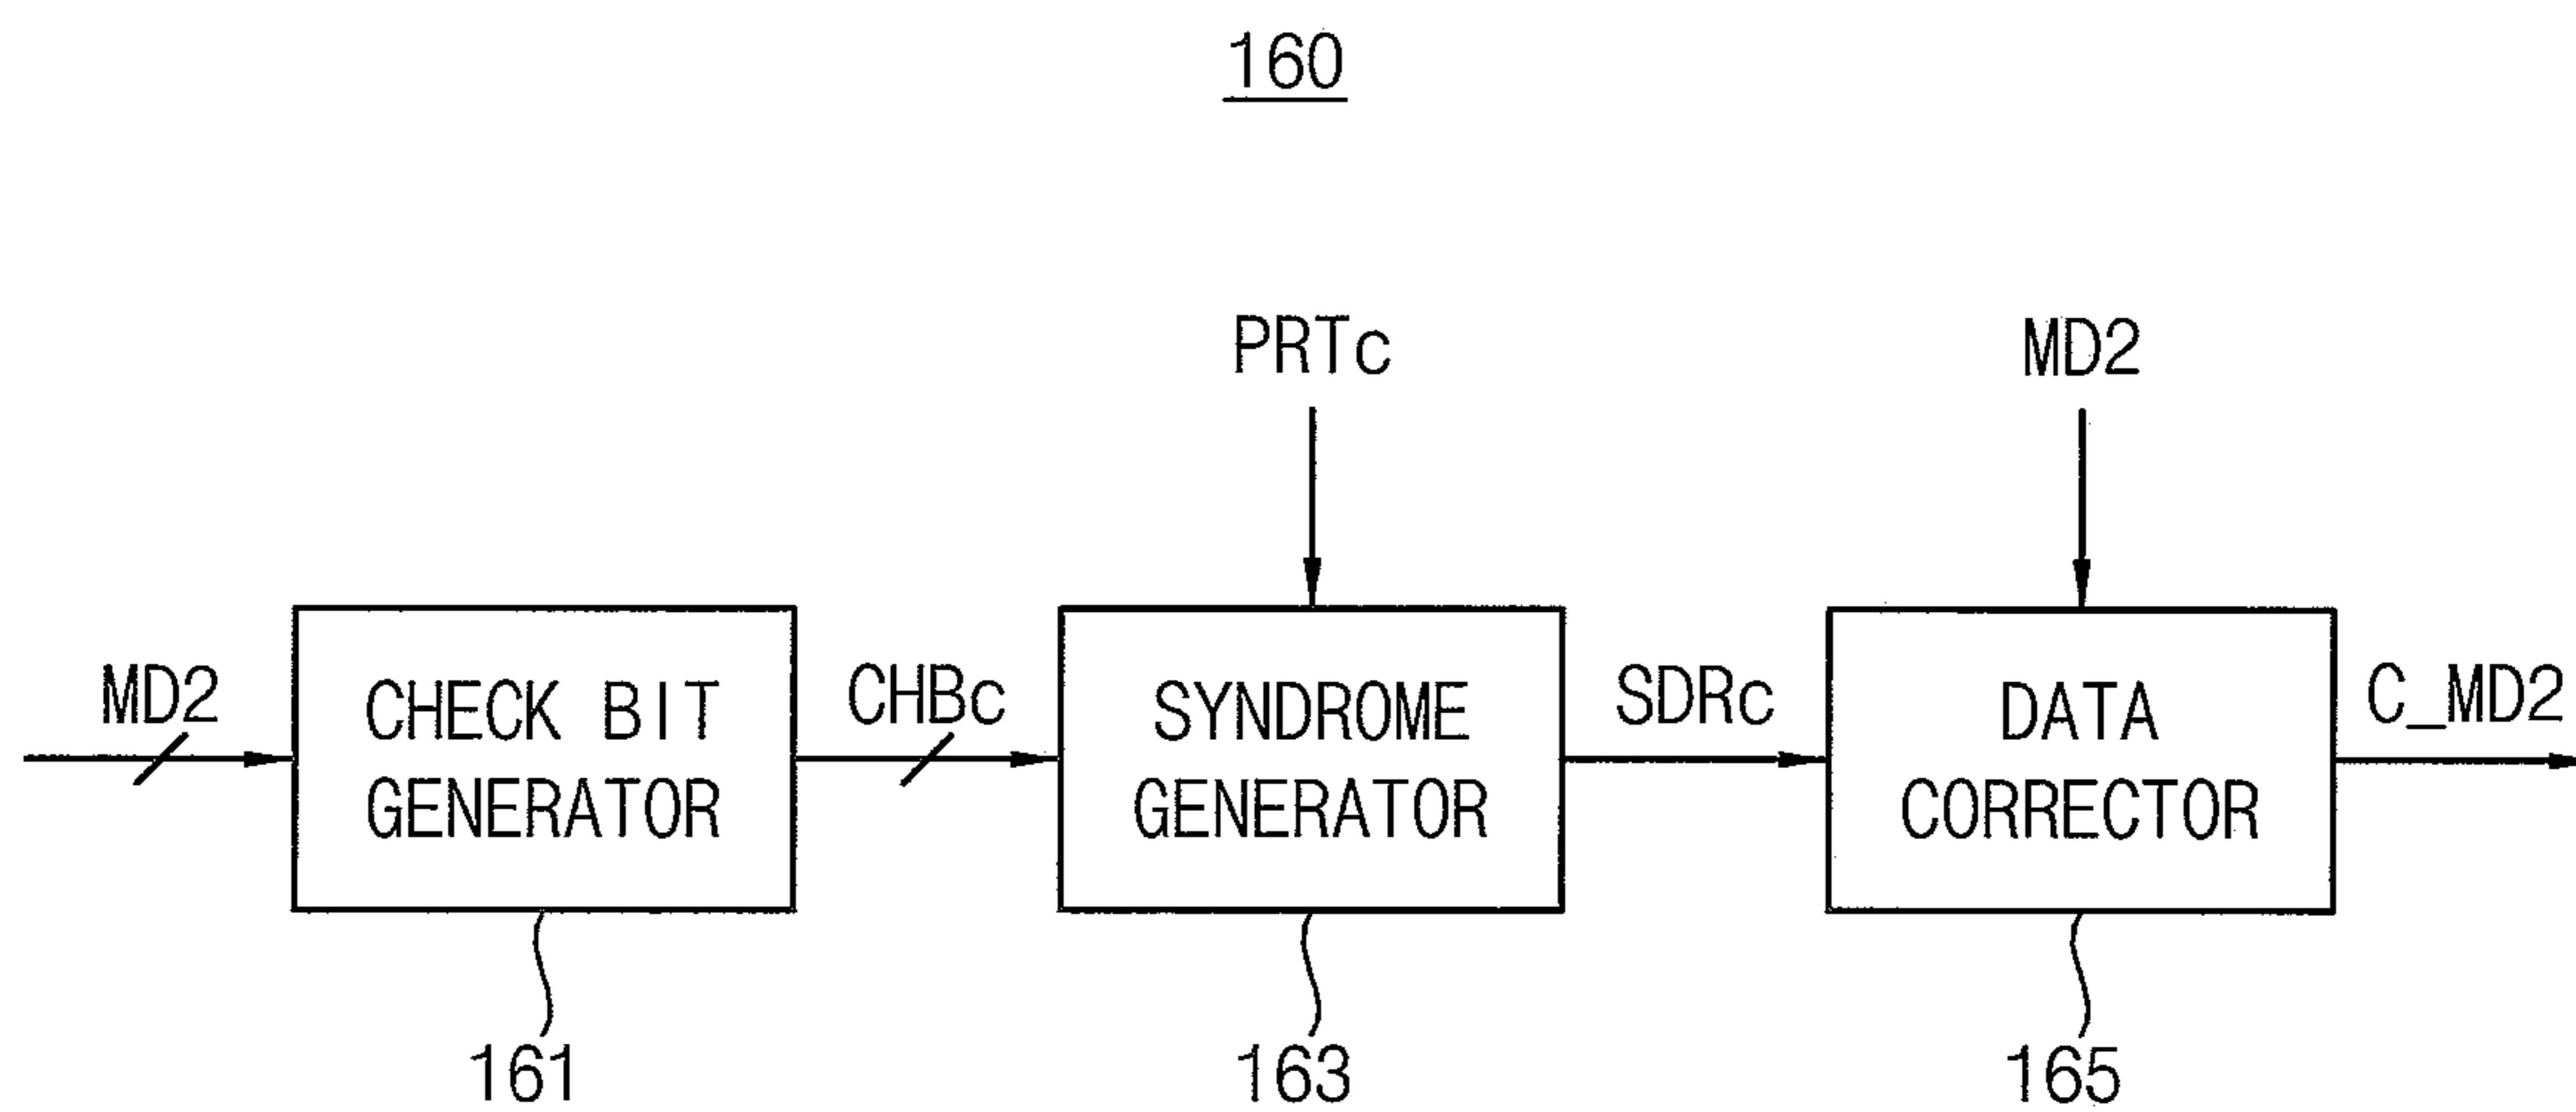 160
PRTc
MD2
MD2
CHECK BIT
GENERATOR
CHBc
SYNDROME
GENERATOR
SDRc
DATA
CORRECTOR
C_MD2
161
163
165